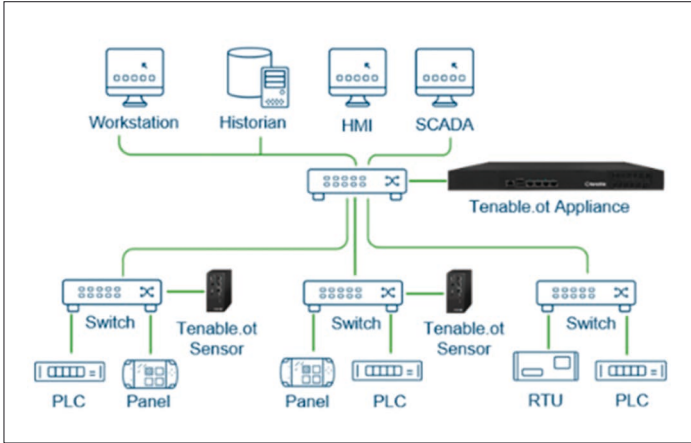 Workstation
Historian
HMI
SCADA
Tenable.ot Appliance
Switch
Tenable.ot
Sensor
Switch
Tenable.ot
Sensor
Switch
PLC
Panel
Panel
PLC
RTU
PLC